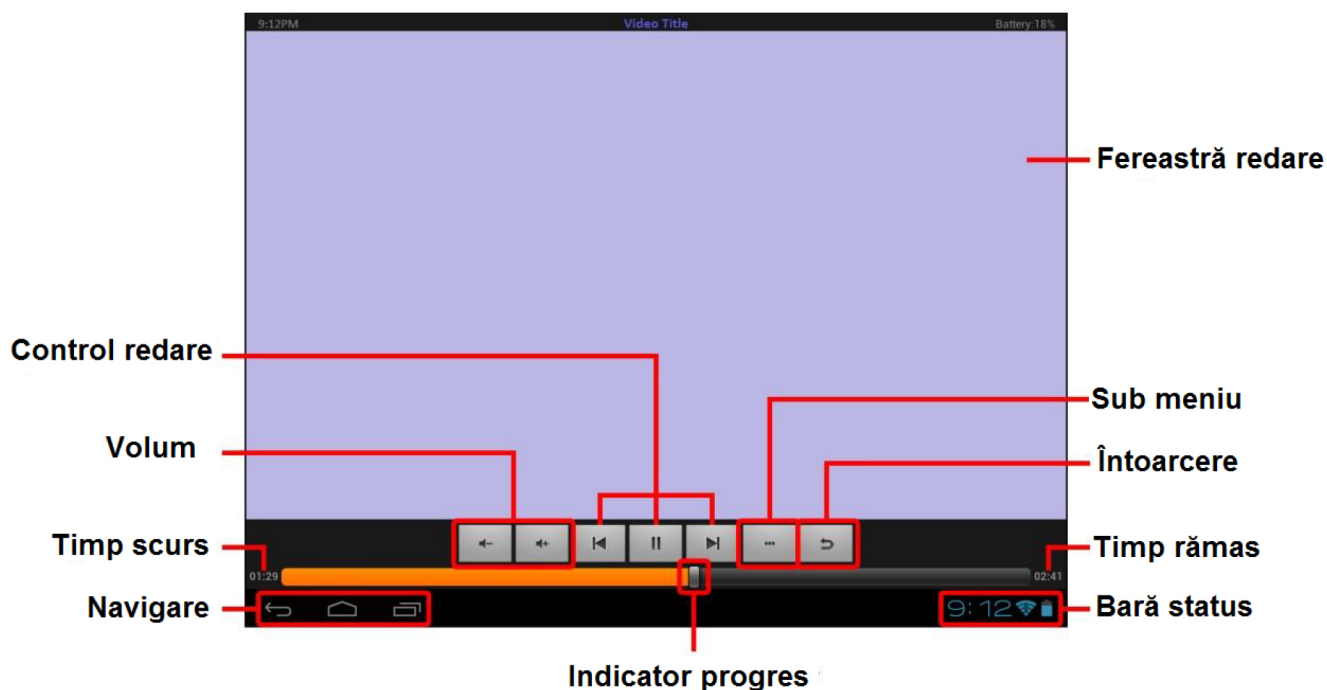 9:12PM
Video Title
Battery:18%
Fereastră redare
Control redare
Sub meniu
Volum
Întoarcere
Timp scurs
Timp rămas
01:29
02:41
Navigare
9:12
Bară status
Indicator progres